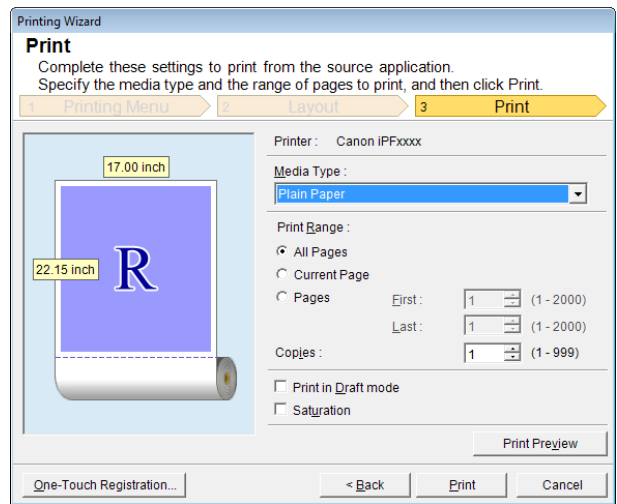 Printing Wizard
Print
Complete these settings to print from the source application.
Specify the media type and the range of pages to print, and then click Print.
1 Printing Menu
2 Layout
3 Print
17.00 inch
22.15 inch
R
Printer : Canon iPFxxxx
Media Type :
Plain Paper
Print Range :
All Pages
Current Page
Pages First : 1 (1 - 2000)
Last : 1 (1 - 2000)
Copies : 1 (1 - 999)
Print in Draft mode
Saturation
Print Preview
One-Touch Registration... < Back Print Cancel